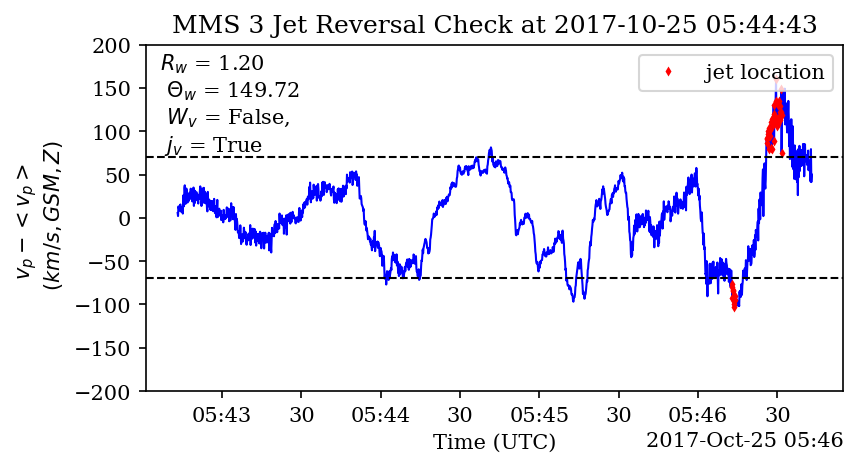 MMS 3 Jet Reversal Check at 2017-10-25 05:44:43
200
150
100
50
0
−50
−100
−150
−200
v_p − < v_p >
(km/s, GSM, Z)
R_w = 1.20
Θ_w = 149.72
W_v = False,
j_v = True
jet location
05:43 30 05:44 30 05:45 30 05:46 30
Time (UTC)
2017-Oct-25 05:46